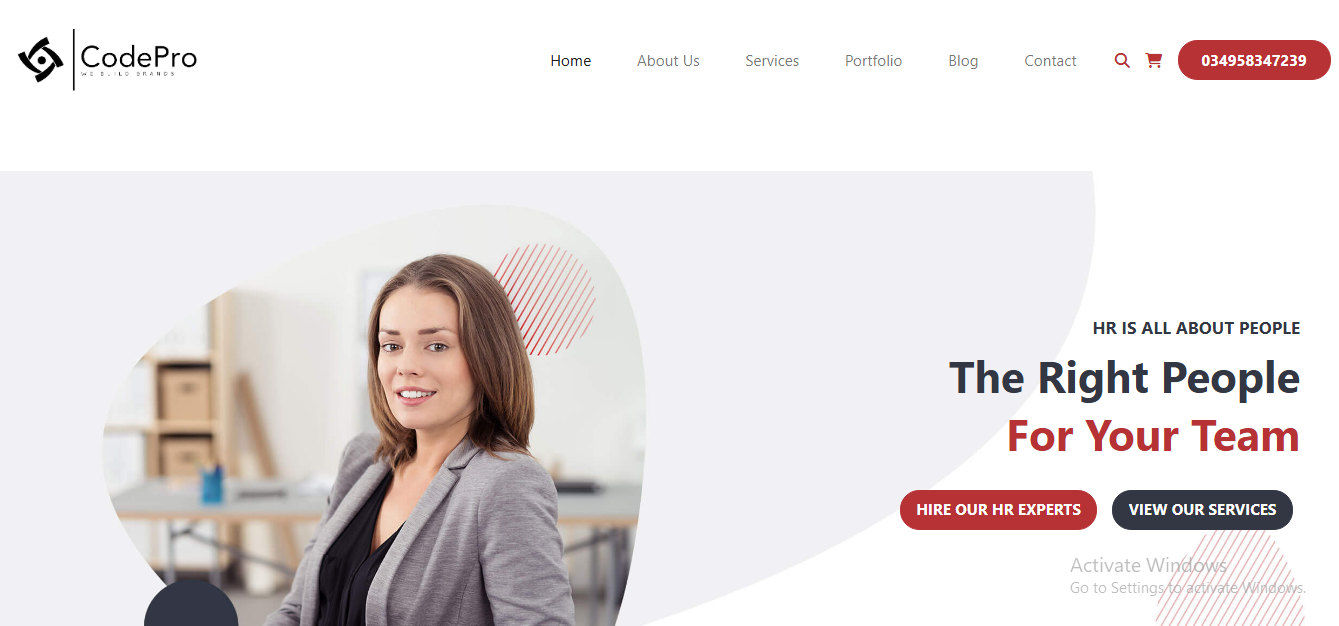 CodePro
WE BUILD BRANDS
Home About Us Services Portfolio Blog Contact 034958347239
HR IS ALL ABOUT PEOPLE
The Right People
For Your Team
HIRE OUR HR EXPERTS VIEW OUR SERVICES
Activate Windows
Go to Settings to activate Windows.